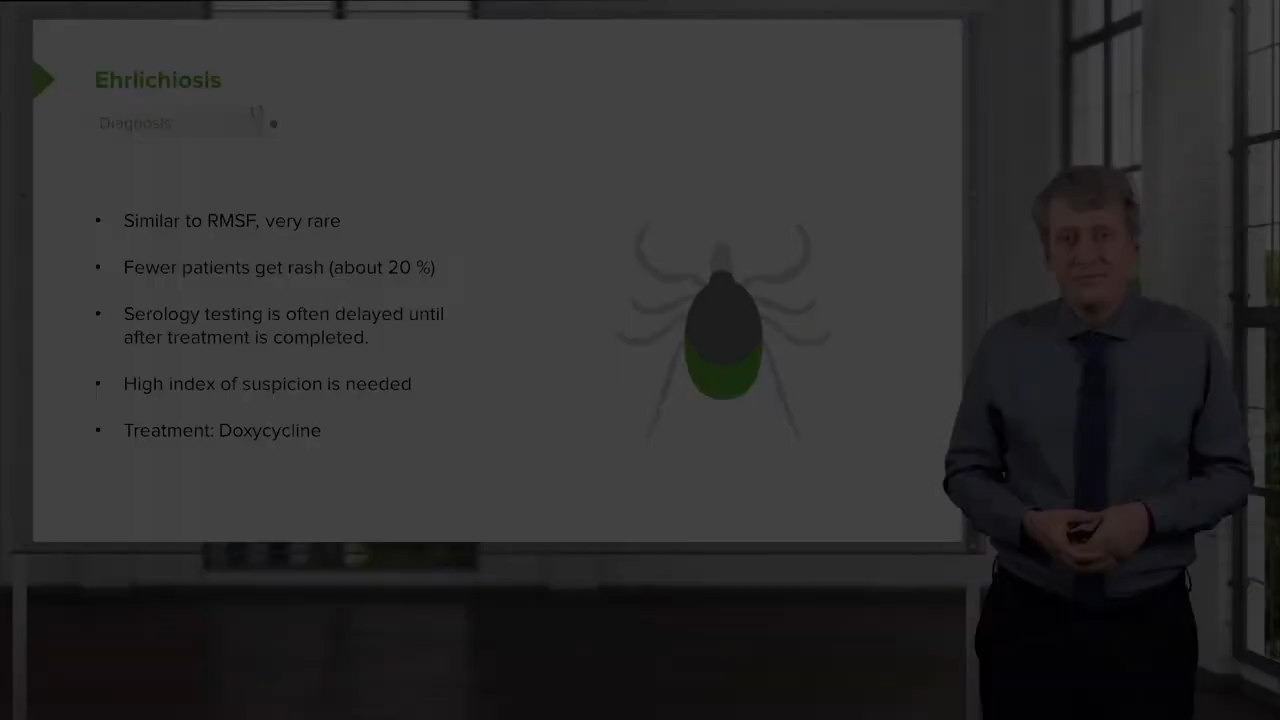 Ehrlichiosis
Diagnosis
• Similar to RMSF, very rare
• Fewer patients get rash (about 20 %)
• Serology testing is often delayed until
after treatment is completed.
• High index of suspicion is needed
• Treatment: Doxycycline